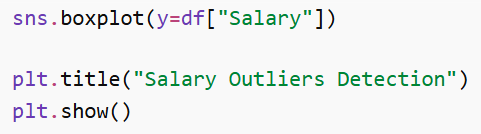 sns.boxplot(y=df["Salary"])
plt.title("Salary Outliers Detection")
plt.show()